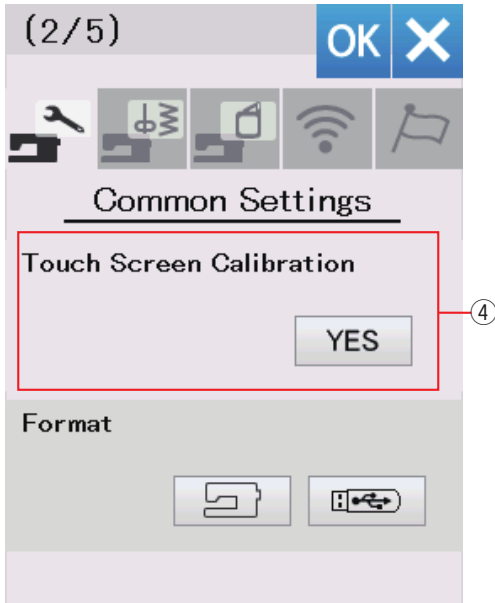 (2/5)
OK
Common Settings
Touch Screen Calibration
④
YES
Format